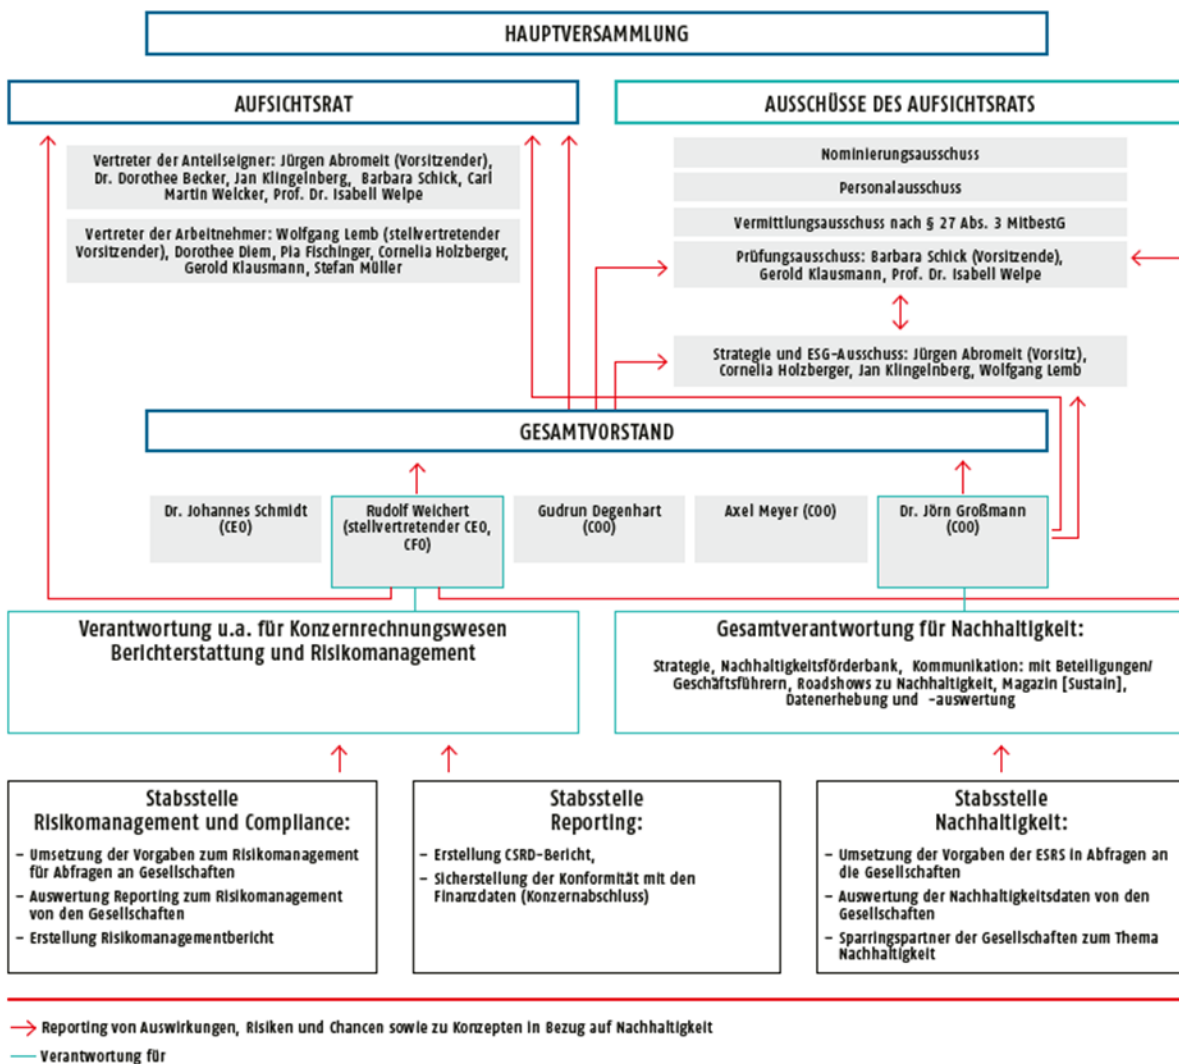 HAUPTVERSAMMLUNG
AUFSICHTSRAT
Vertreter der Anteilseigner: Jürgen Abromeit (Vorsitzender),
Dr. Dorothee Becker, Jan Klingelnberg, Barbara Schick, Carl
Martin Welcker, Prof. Dr. Isabell Welpe
Vertreter der Arbeitnehmer: Wolfgang Lemb (stellvertretender
Vorsitzender), Dorothee Diem, Pia Fischinger, Cornelia Holzberger,
Gerold Klausmann, Stefan Müller
AUSSCHÜSSE DES AUFSICHTSRATS
Nominierungsausschuss
Personalausschuss
Vermittlungsausschuss nach § 27 Abs. 3 MitbestG
Prüfungsausschuss: Barbara Schick (Vorsitzende),
Gerold Klausmann, Prof. Dr. Isabell Welpe
Strategie und ESG-Ausschuss: Jürgen Abromeit (Vorsitz),
Cornelia Holzberger, Jan Klingelnberg, Wolfgang Lemb
GESAMTVORSTAND
Dr. Johannes Schmidt
(CEO)
Rudolf Weichert
(stellvertretender CEO,
CFO)
Gudrun Degenhart
(COO)
Axel Meyer (COO)
Dr. Jörn Großmann
(COO)
Verantwortung u.a. für Konzernrechnungswesen
Berichterstattung und Risikomanagement
Gesamtverantwortung für Nachhaltigkeit:
Strategie, Nachhaltigkeitsförderbank, Kommunikation: mit Beteiligungen/
Geschäftsführern, Roadshows zu Nachhaltigkeit, Magazin [Sustain],
Datenerhebung und -auswertung
Stabsstelle
Risikomanagement und Compliance:
– Umsetzung der Vorgaben zum Risikomanagement
für Abfragen an Gesellschaften
– Auswertung Reporting zum Risikomanagement
von den Gesellschaften
– Erstellung Risikomanagementbericht
Stabsstelle
Reporting:
– Erstellung CSRD-Bericht,
– Sicherstellung der Konformität mit den
Finanzdaten (Konzernabschluss)
Stabsstelle
Nachhaltigkeit:
– Umsetzung der Vorgaben der ESRS in Abfragen an
die Gesellschaften
– Auswertung der Nachhaltigkeitsdaten von den
Gesellschaften
– Sparringspartner der Gesellschaften zum Thema
Nachhaltigkeit
Reporting von Auswirkungen, Risiken und Chancen sowie zu Konzepten in Bezug auf Nachhaltigkeit
Verantwortung für